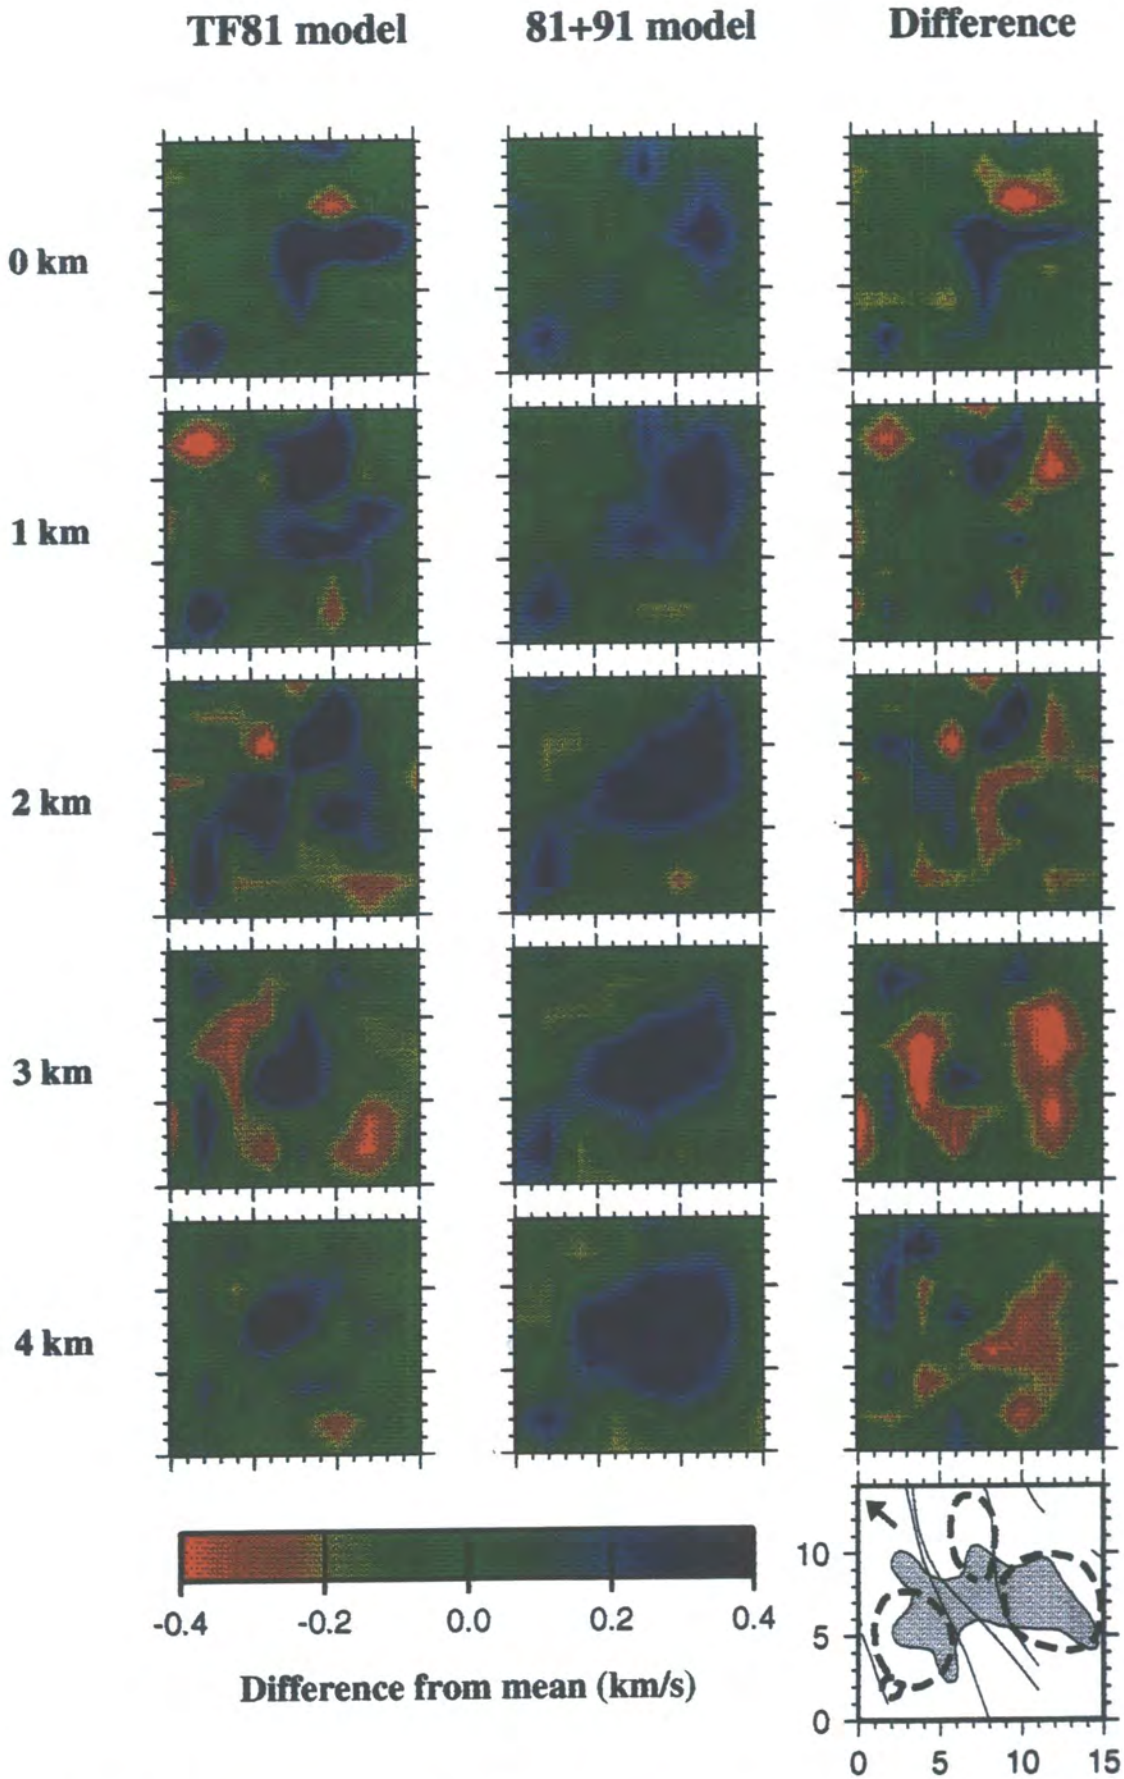 TF81 model 81+91 model Difference
0 km
1 km
2 km
3 km
4 km
-0.4 -0.2 0.0 0.2 0.4
Difference from mean (km/s)
10
5
0
0 5 10 15